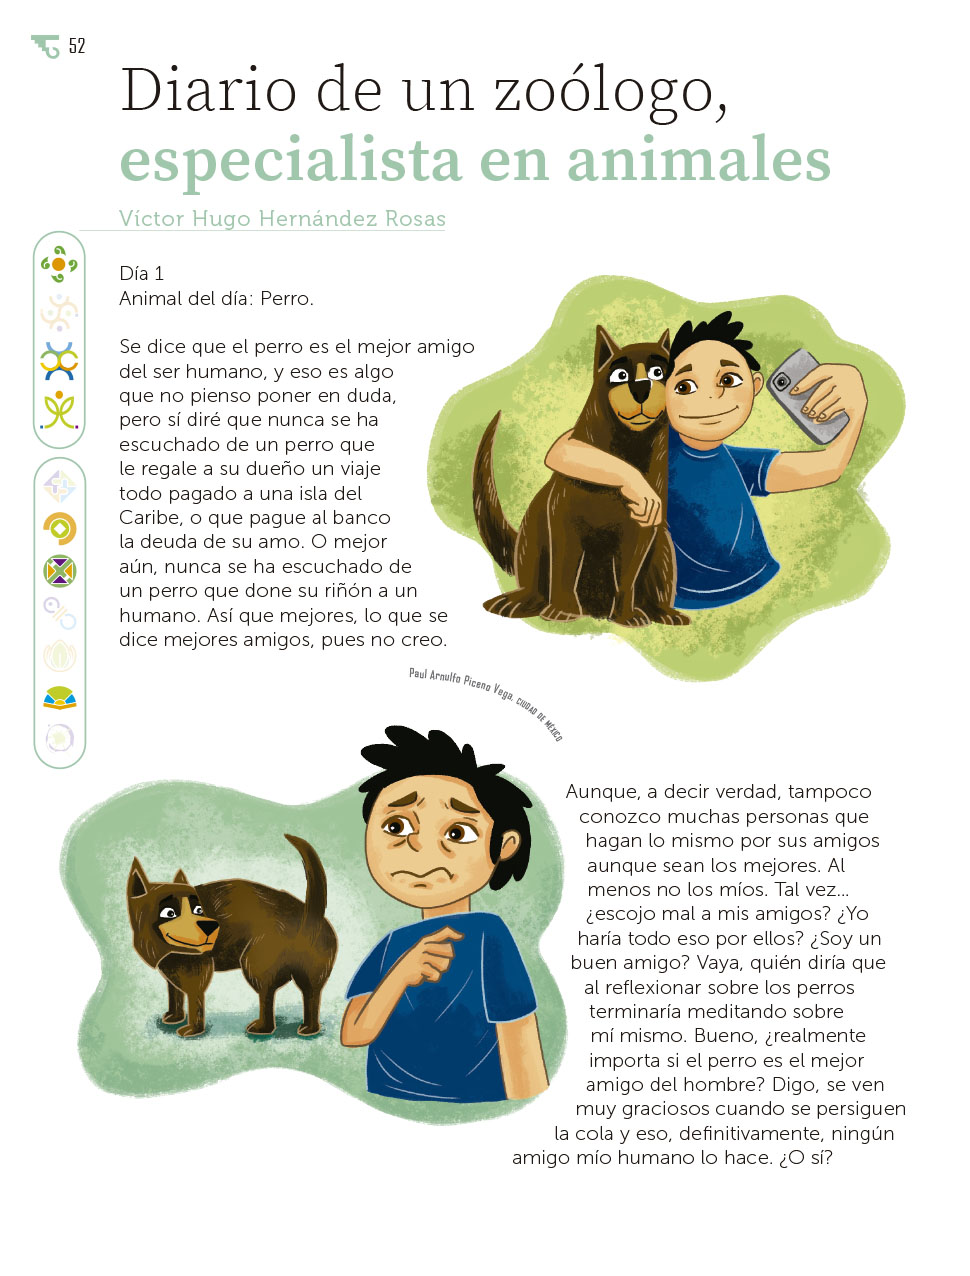 52
Diario de un zoólogo,
especialista en animales
Víctor Hugo Hernández Rosas
Día 1
Animal del día: Perro.
Se dice que el perro es el mejor amigo
del ser humano, y eso es algo
que no pienso poner en duda,
pero sí diré que nunca se ha
escuchado de un perro que
le regale a su dueño un viaje
todo pagado a una isla del
Caribe, o que pague al banco
la deuda de su amo. O mejor
aún, nunca se ha escuchado de
un perro que done su riñón a un
humano. Así que mejores, lo que se
dice mejores amigos, pues no creo.
Paul Arnulfo Piceno Vega, CIUDAD DE MÉXICO
Aunque, a decir verdad, tampoco
conozco muchas personas que
hagan lo mismo por sus amigos
aunque sean los mejores. Al
menos no los míos. Tal vez...
¿escojo mal a mis amigos? ¿Yo
haría todo eso por ellos? ¿Soy un
buen amigo? Vaya, quién diría que
al reflexionar sobre los perros
terminaría meditando sobre
mí mismo. Bueno, ¿realmente
importa si el perro es el mejor
amigo del hombre? Digo, se ven
muy graciosos cuando se persiguen
la cola y eso, definitivamente, ningún
amigo mío humano lo hace. ¿O sí?